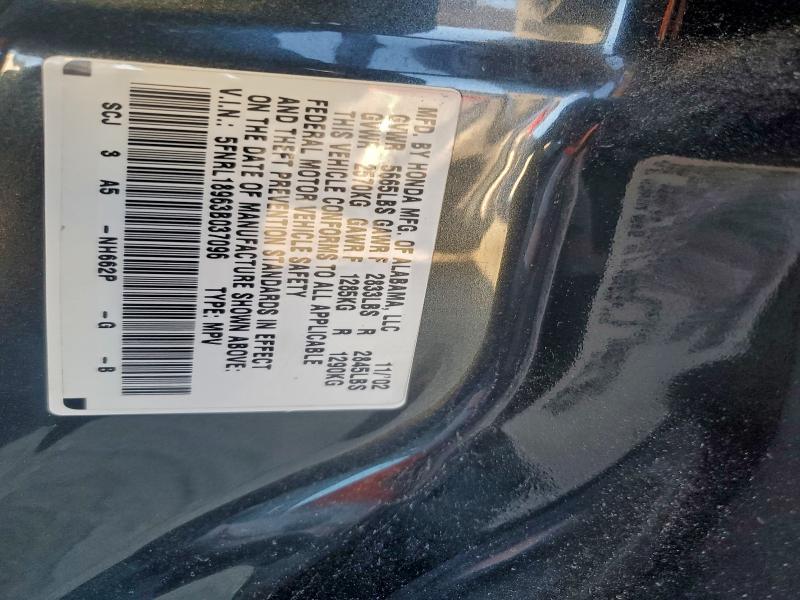 MFD. BY HONDA MFG. OF ALABAMA, LLC 11/'02
GVWR 5665LBS GAWR F 2833LBS R 2845LBS
GVWR 2570KG GAWR F 1285KG R 1290KG
THIS VEHICLE CONFORMS TO ALL APPLICABLE
FEDERAL MOTOR VEHICLE SAFETY
AND THEFT PREVENTION STANDARDS IN EFFECT
ON THE DATE OF MANUFACTURE SHOWN ABOVE.
V.I.N.: 5FNRL18963B037096 TYPE: MPV
SCJ 3 A5 -NH662P -G -B